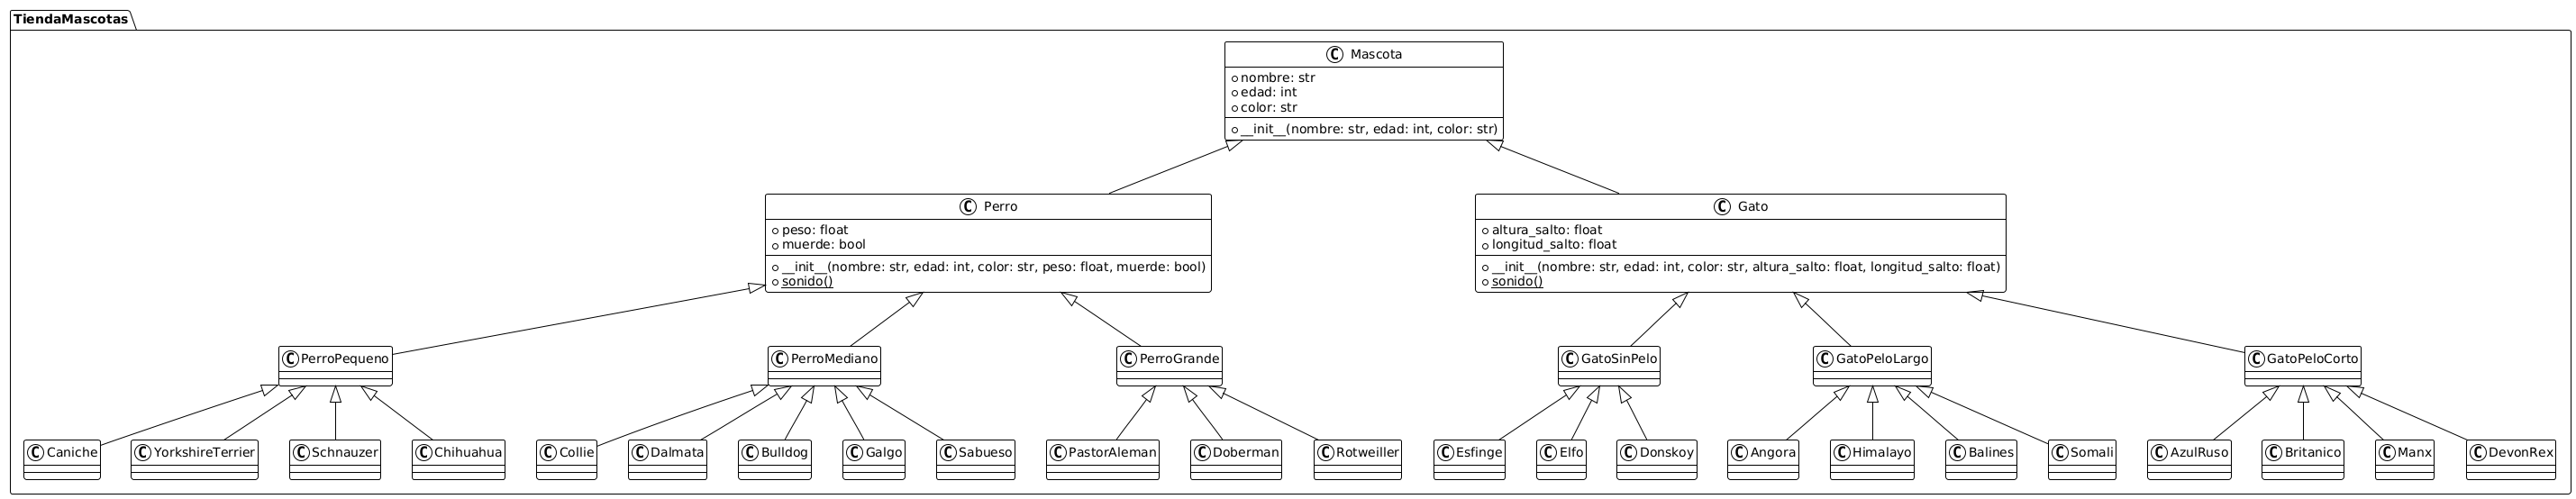 TiendaMascotas
C Mascota
nombre: str
edad: int
color: str
__init__(nombre: str, edad: int, color: str)
C Perro
peso: float
muerde: bool
__init__(nombre: str, edad: int, color: str, peso: float, muerde: bool)
sonido()
C Gato
altura_salto: float
longitud_salto: float
__init__(nombre: str, edad: int, color: str, altura_salto: float, longitud_salto: float)
sonido()
C PerroPequeno
C PerroMediano
C PerroGrande
C GatoSinPelo
C GatoPeloLargo
C GatoPeloCorto
C Caniche
C YorkshireTerrier
C Schnauzer
C Chihuahua
C Collie
C Dalmata
C Bulldog
C Galgo
C Sabueso
C PastorAleman
C Doberman
C Rotweiller
C Esfinge
C Elfo
C Donskoy
C Angora
C Himalayo
C Balines
C Somali
C AzulRuso
C Britanico
C Manx
C DevonRex